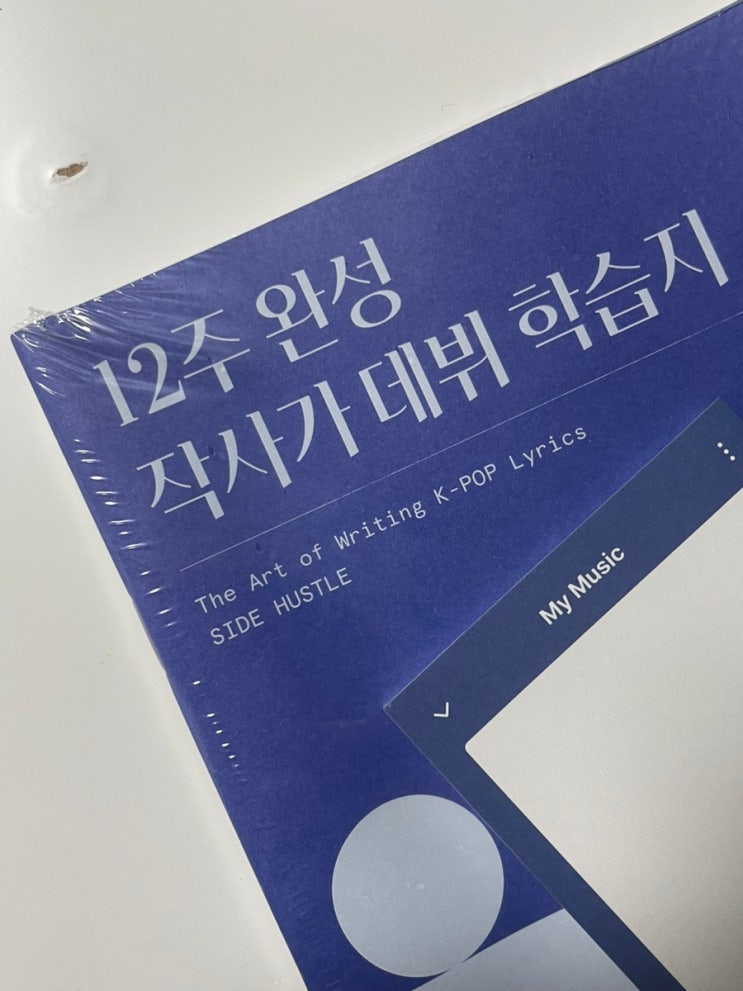 12주 완성
작사가 데뷔 학습지
The Art of Writing K-POP Lyrics
SIDE HUSTLE
My Music